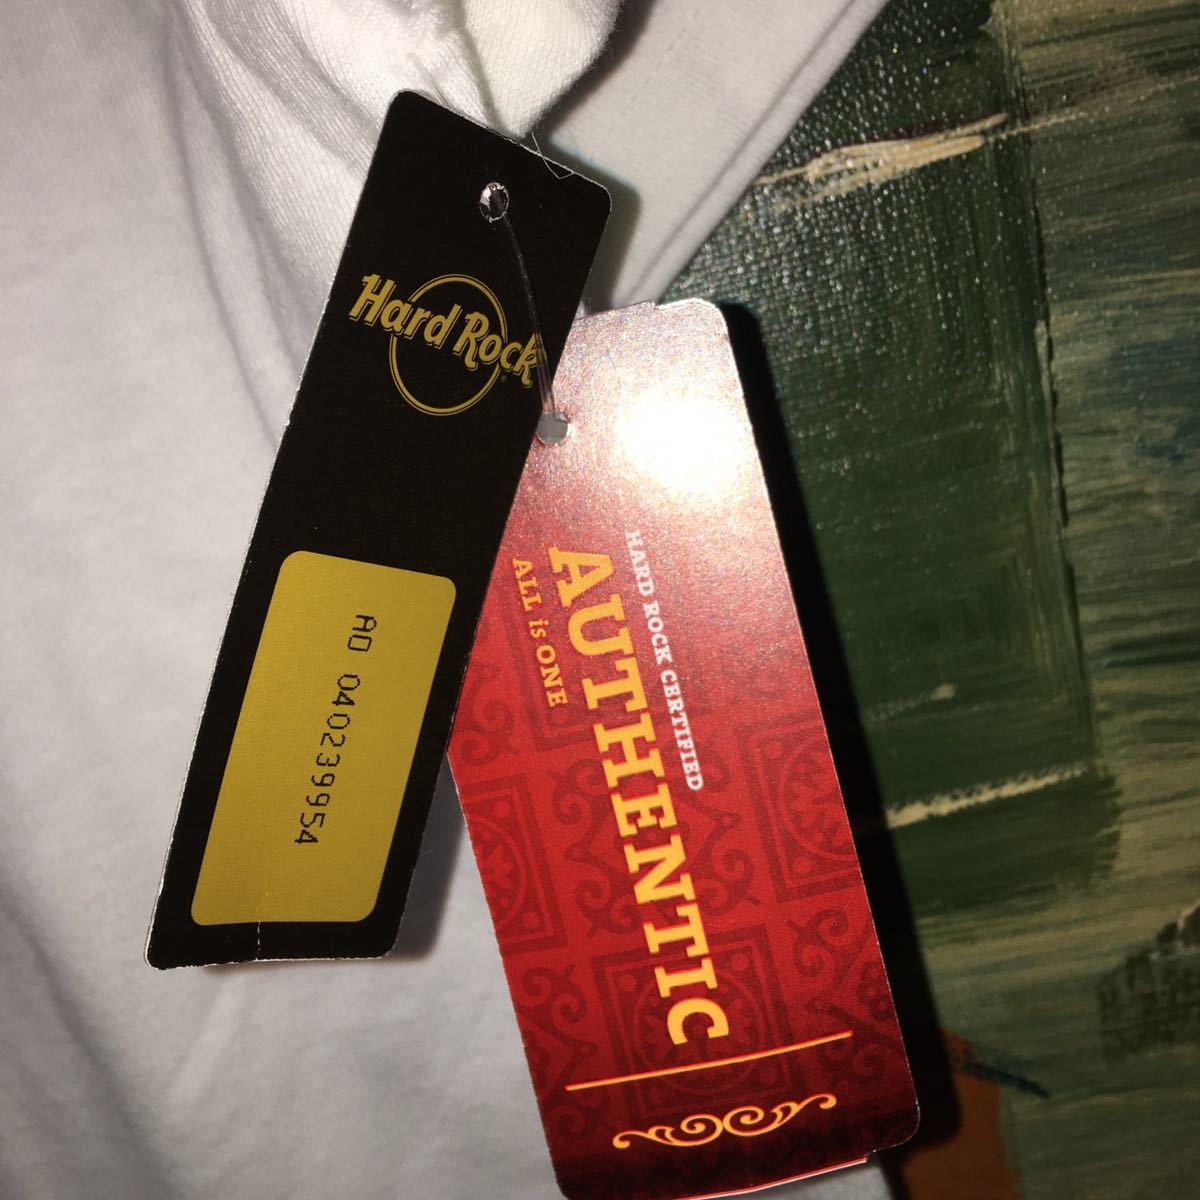 Hard Rock
AO 040239954
HARD ROCK CERTIFIED
AUTHENTIC
ALL is ONE